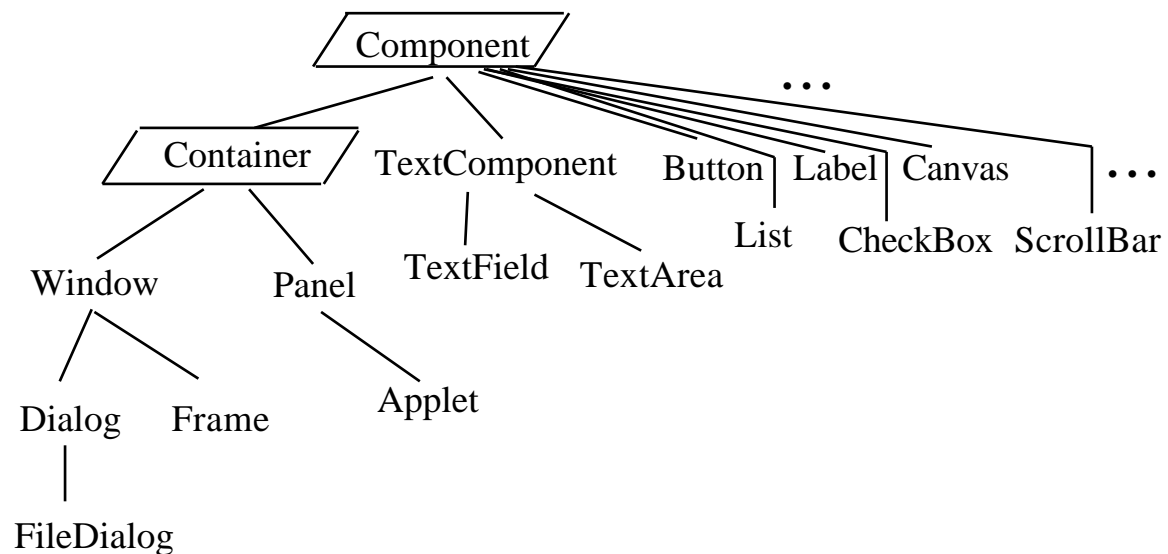 Component
...
Container
TextComponent
Button Label Canvas
...
List CheckBox ScrollBar
Window Panel TextField TextArea
Dialog Frame Applet
FileDialog